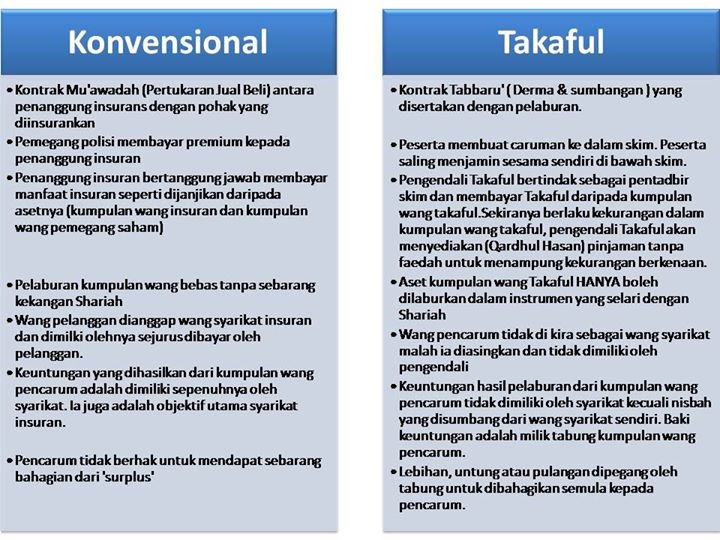 Konvensional
•Kontrak Mu'awadah (Pertukaran Jual Beli) antara
penanggung insurans dengan pohak yang
diinsurankan
•Pemegang polisi membayar premium kepada
penanggung insuran
•Penanggung insuran bertanggung jawab membayar
manfaat insuran seperti dijanjikan daripada
asetnya (kumpulan wang insuran dan kumpulan
wang pemegang saham)
•Pelaburan kumpulan wang bebas tanpa sebarang
kekangan Shariah
•Wang pelanggan dianggap wang syarikat insuran
dan dimilki olehnya sejurus dibayar oleh
pelanggan.
•Keuntungan yang dihasilkan dari kumpulan wang
pencarum adalah dimiliki sepenuhnya oleh
syarikat. Ia juga adalah objektif utama syarikat
insuran.
•Pencarum tidak berhak untuk mendapat sebarang
bahagian dari 'surplus'
Takaful
•Kontrak Tabbaru' ( Derma & sumbangan ) yang
disertakan dengan pelaburan.
•Peserta membuat caruman ke dalam skim. Peserta
saling menjamin sesama sendiri di bawah skim.
•Pengendali Takaful bertindak sebagai pentadbir
skim dan membayar Takaful daripada kumpulan
wang takaful.Sekiranya berlaku kekurangan dalam
kumpulan wang takaful, pengendali Takaful akan
menyediakan (Qardhul Hasan) pinjaman tanpa
faedah untuk menampung kekurangan berkenaan.
•Aset kumpulan wang Takaful HANYA boleh
dilaburkan dalam instrumen yang selari dengan
Shariah
•Wang pencarum tidak di kira sebagai wang syarikat
malah ia diasingkan dan tidak dimiliki oleh
pengendali
•Keuntungan hasil pelaburan dari kumpulan wang
pencarum tidak dimiliki oleh syarikat kecuali nisbah
yang disumbang dari wang syarikat sendiri. Baki
keuntungan adalah milik tabung kumpulan wang
pencarum.
•Lebihan, untung atau pulangan dipegang oleh
tabung untuk dibahagikan semula kepada
pencarum.